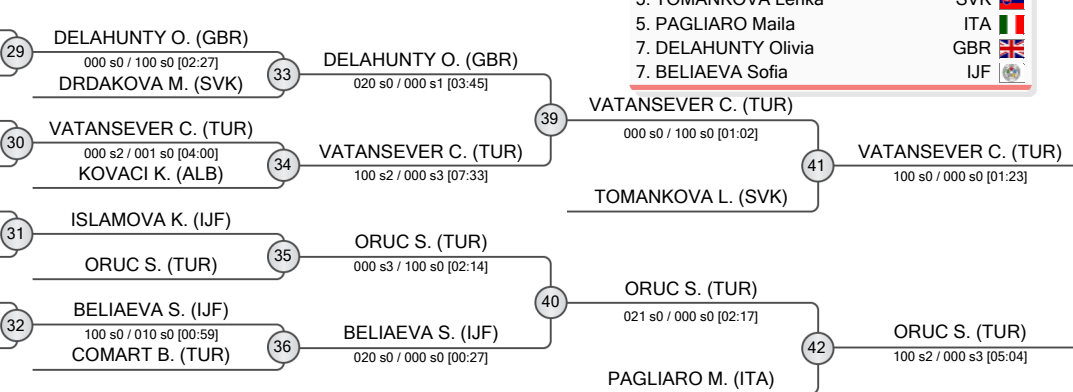 5. TOMANKOVA Lenka SVK
5. PAGLIARO Maila ITA
7. DELAHUNTY Olivia GBR
7. BELIAEVA Sofia IJF
29
DELAHUNTY O. (GBR)
000 s0 / 100 s0 [02:27]
DRDAKOVA M. (SVK)
33
DELAHUNTY O. (GBR)
020 s0 / 000 s1 [03:45]
30
VATANSEVER C. (TUR)
000 s2 / 001 s0 [04:00]
KOVACI K. (ALB)
34
VATANSEVER C. (TUR)
100 s2 / 000 s3 [07:33]
39
VATANSEVER C. (TUR)
000 s0 / 100 s0 [01:02]
TOMANKOVA L. (SVK)
41
VATANSEVER C. (TUR)
100 s0 / 000 s0 [01:23]
31
ISLAMOVA K. (IJF)
ORUC S. (TUR)
35
ORUC S. (TUR)
000 s3 / 100 s0 [02:14]
32
BELIAEVA S. (IJF)
100 s0 / 010 s0 [00:59]
COMART B. (TUR)
36
BELIAEVA S. (IJF)
020 s0 / 000 s0 [00:27]
40
ORUC S. (TUR)
021 s0 / 000 s0 [02:17]
PAGLIARO M. (ITA)
42
ORUC S. (TUR)
100 s2 / 000 s3 [05:04]